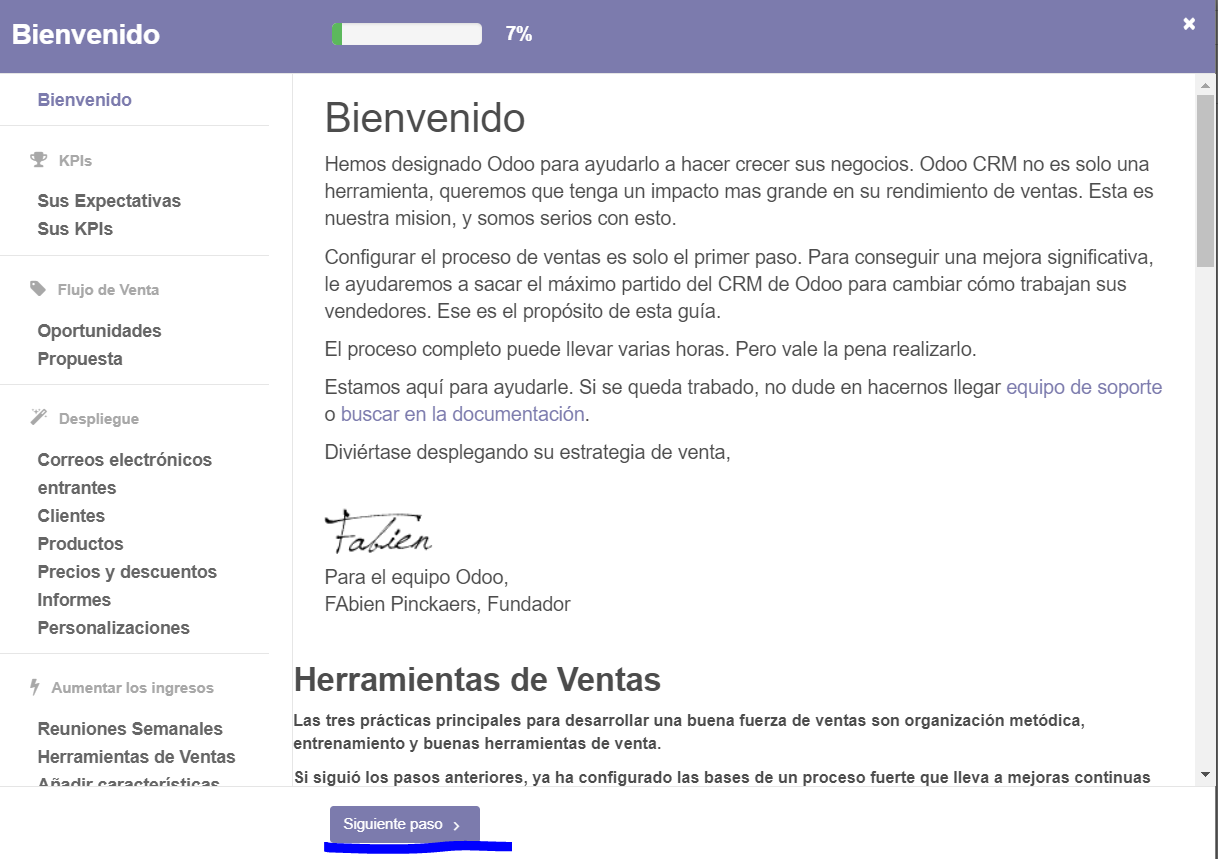 Bienvenido
7%
Bienvenido
KPIs
Sus Expectativas
Sus KPIs
Flujo de Venta
Oportunidades
Propuesta
Despliegue
Correos electrónicos
entrantes
Clientes
Productos
Precios y descuentos
Informes
Personalizaciones
Aumentar los ingresos
Reuniones Semanales
Herramientas de Ventas
Añadir características
Bienvenido
Hemos designado Odoo para ayudarlo a hacer crecer sus negocios. Odoo CRM no es solo una
herramienta, queremos que tenga un impacto mas grande en su rendimiento de ventas. Esta es
nuestra mision, y somos serios con esto.
Configurar el proceso de ventas es solo el primer paso. Para conseguir una mejora significativa,
le ayudaremos a sacar el máximo partido del CRM de Odoo para cambiar cómo trabajan sus
vendedores. Ese es el propósito de esta guía.
El proceso completo puede llevar varias horas. Pero vale la pena realizarlo.
Estamos aquí para ayudarle. Si se queda trabado, no dude en hacernos llegar equipo de soporte
o buscar en la documentación.
Diviértase desplegando su estrategia de venta,
Fabien
Para el equipo Odoo,
FAbien Pinckaers, Fundador
Herramientas de Ventas
Las tres prácticas principales para desarrollar una buena fuerza de ventas son organización metódica,
entrenamiento y buenas herramientas de venta.
Si siguió los pasos anteriores, ya ha configurado las bases de un proceso fuerte que lleva a mejoras continuas
Siguiente paso